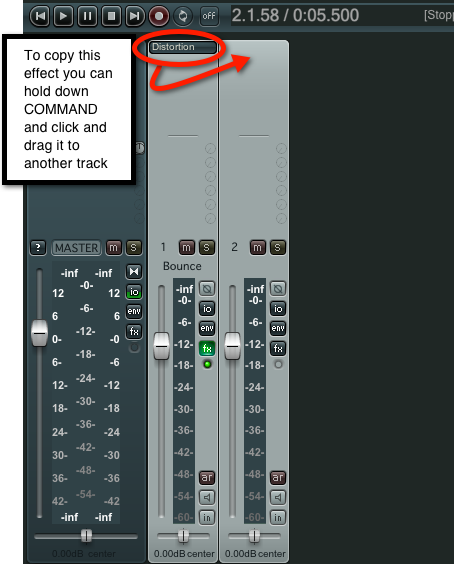 off 2.1.58 / 0:05.500 [Stopp
To copy this
effect you can
hold down
COMMAND
and click and
drag it to
another track
Distortion
? MASTER m s
1 m s
2 m s
Bounce
-inf -inf
12 -0- 12
6 -6- 6
0- -12- 0-
6- -18- -6
12- -24- -12
18- -30- -18
24- -36- -24
30- -42- -30
36- -48- -36
42- -54- -42
-inf -inf
io
env
fx
-inf
-0-
-6-
-12-
-18-
-24-
-30-
-36-
-42-
-48-
-54-
-60-
io
env
fx
ar
in
-inf
-0-
-6-
-12-
-18-
-24-
-30-
-36-
-42-
-48-
-54-
-60-
io
env
fx
ar
in
0.00dB center
0.00dB center
0.00dB center